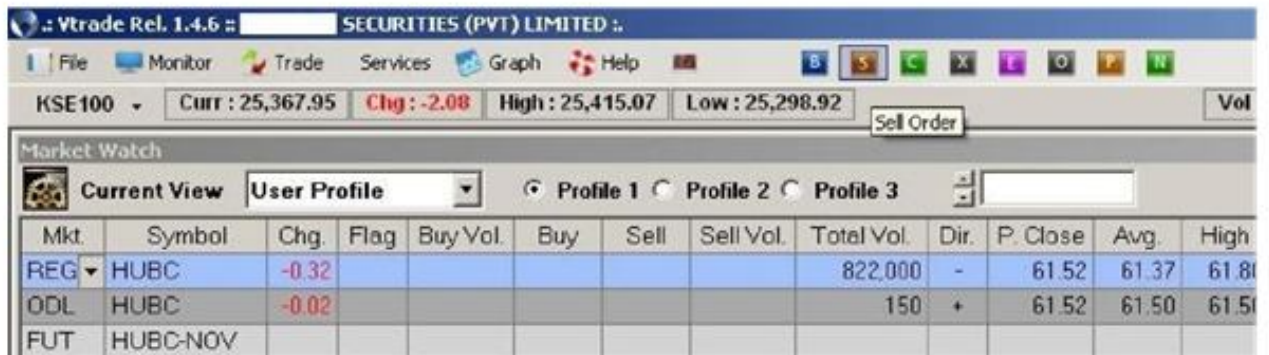 .: Vtrade Rel. 1.4.6 :: SECURITIES (PVT) LIMITED :.
File Monitor Trade Services Graph Help B S C X E O P N
KSE100 Curr : 25,367.95 Chg : -2.08 High : 25,415.07 Low : 25,298.92 Vol
Sell Order
Market Watch
Current View User Profile Profile 1 Profile 2 Profile 3
Mkt. Symbol Chg. Flag Buy Vol. Buy Sell Sell Vol. Total Vol. Dir. P. Close Avg. High
REG HUBC -0.32 822,000 - 61.52 61.37 61.80
ODL HUBC -0.02 150 + 61.52 61.50 61.50
FUT HUBC-NOV